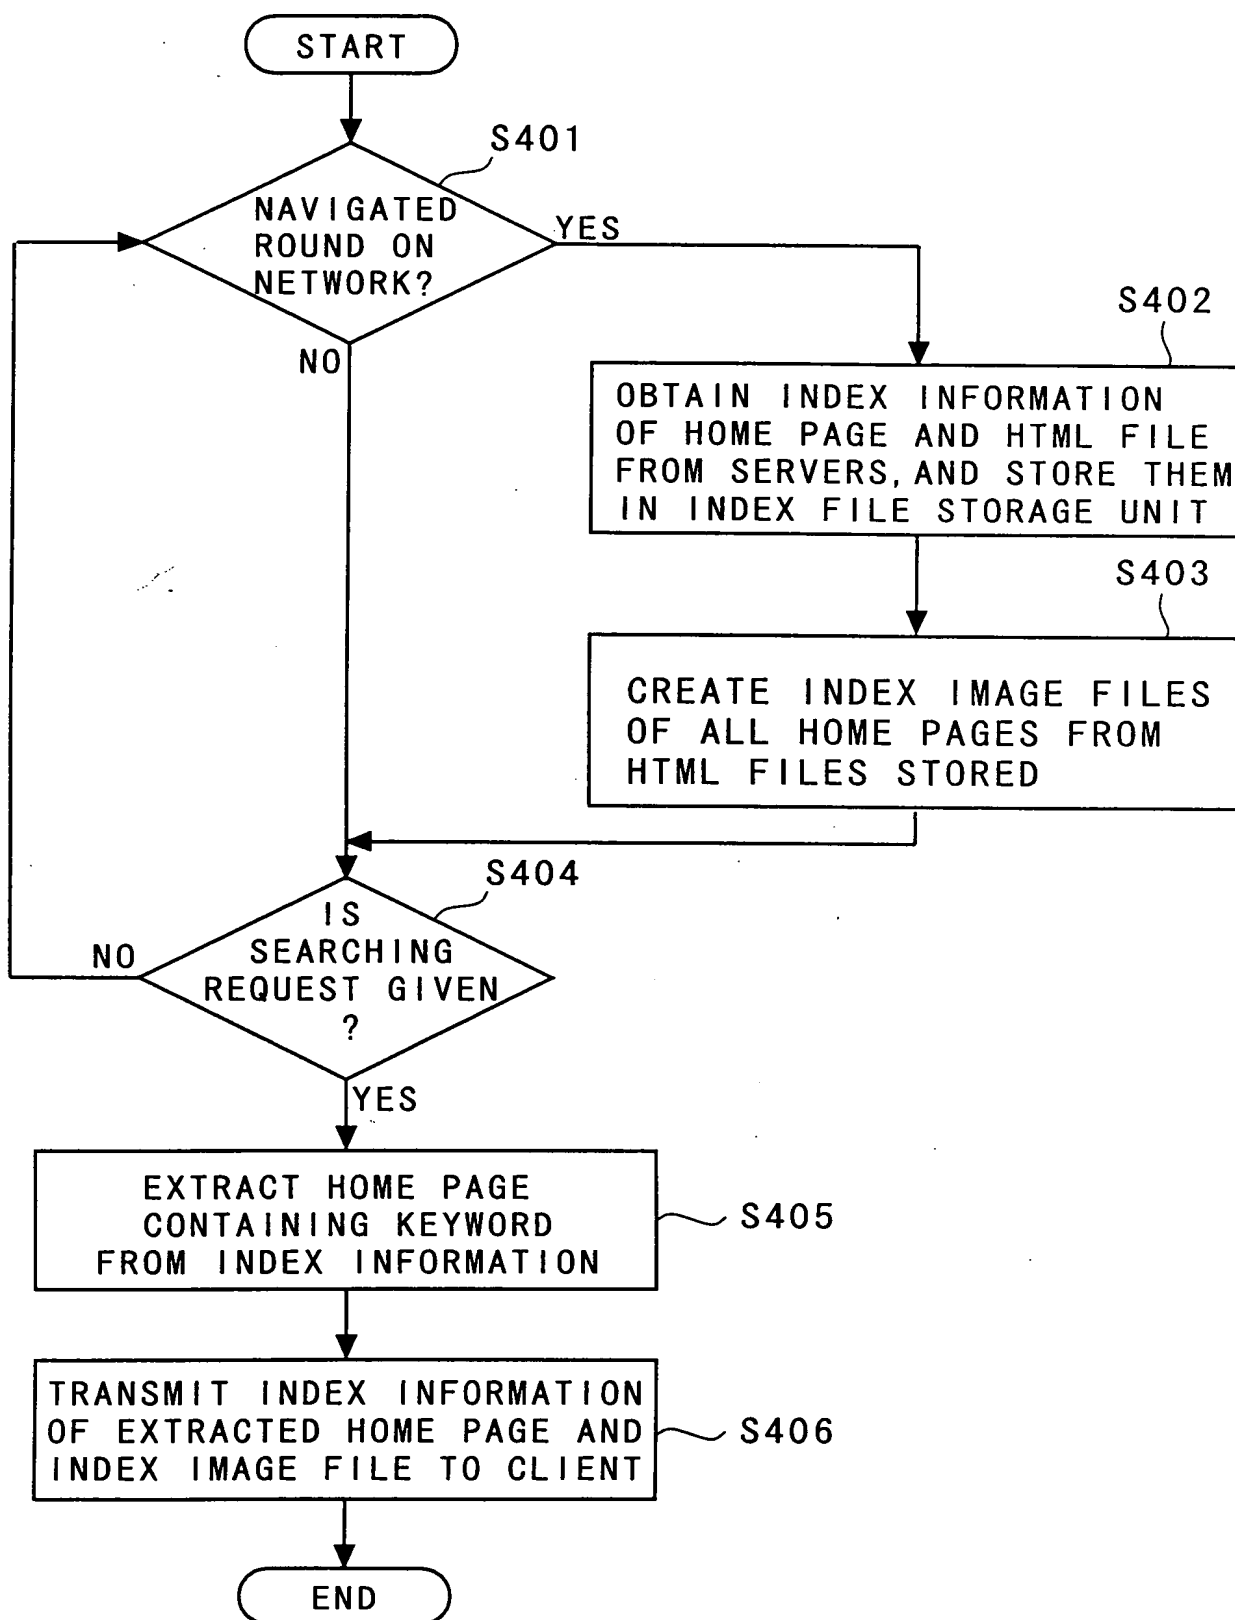 START
S401
NAVIGATED
ROUND ON
NETWORK?
YES
NO
S402
OBTAIN INDEX INFORMATION
OF HOME PAGE AND HTML FILE
FROM SERVERS, AND STORE THEM
IN INDEX FILE STORAGE UNIT
S403
CREATE INDEX IMAGE FILES
OF ALL HOME PAGES FROM
HTML FILES STORED
S404
IS
SEARCHING
REQUEST GIVEN
?
NO
YES
EXTRACT HOME PAGE
CONTAINING KEYWORD
FROM INDEX INFORMATION
S405
TRANSMIT INDEX INFORMATION
OF EXTRACTED HOME PAGE AND
INDEX IMAGE FILE TO CLIENT
S406
END